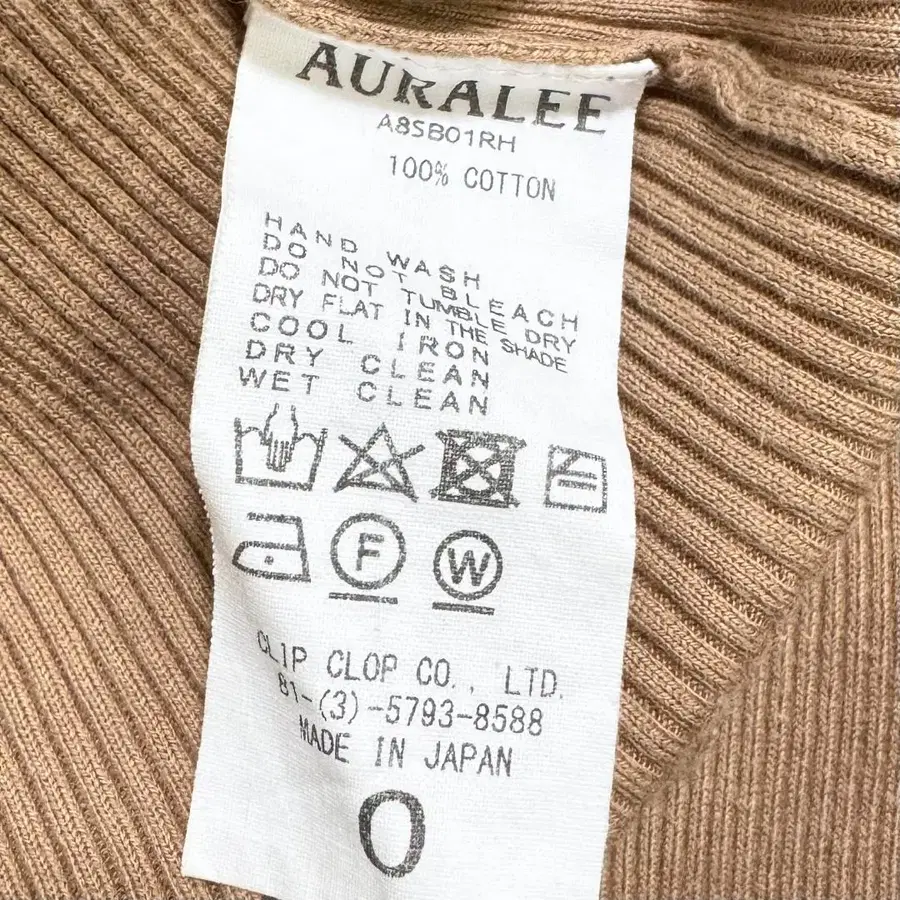 AURALEE
A8SB01RH
100% COTTON
HAND WASH
DO NOT BLEACH
DO NOT TUMBLE DRY
DRY FLAT IN THE SHADE
COOL IRON
DRY CLEAN
WET CLEAN
F W
CLIP CLOP CO., LTD.
81-(3)-5793-8588
MADE IN JAPAN
0